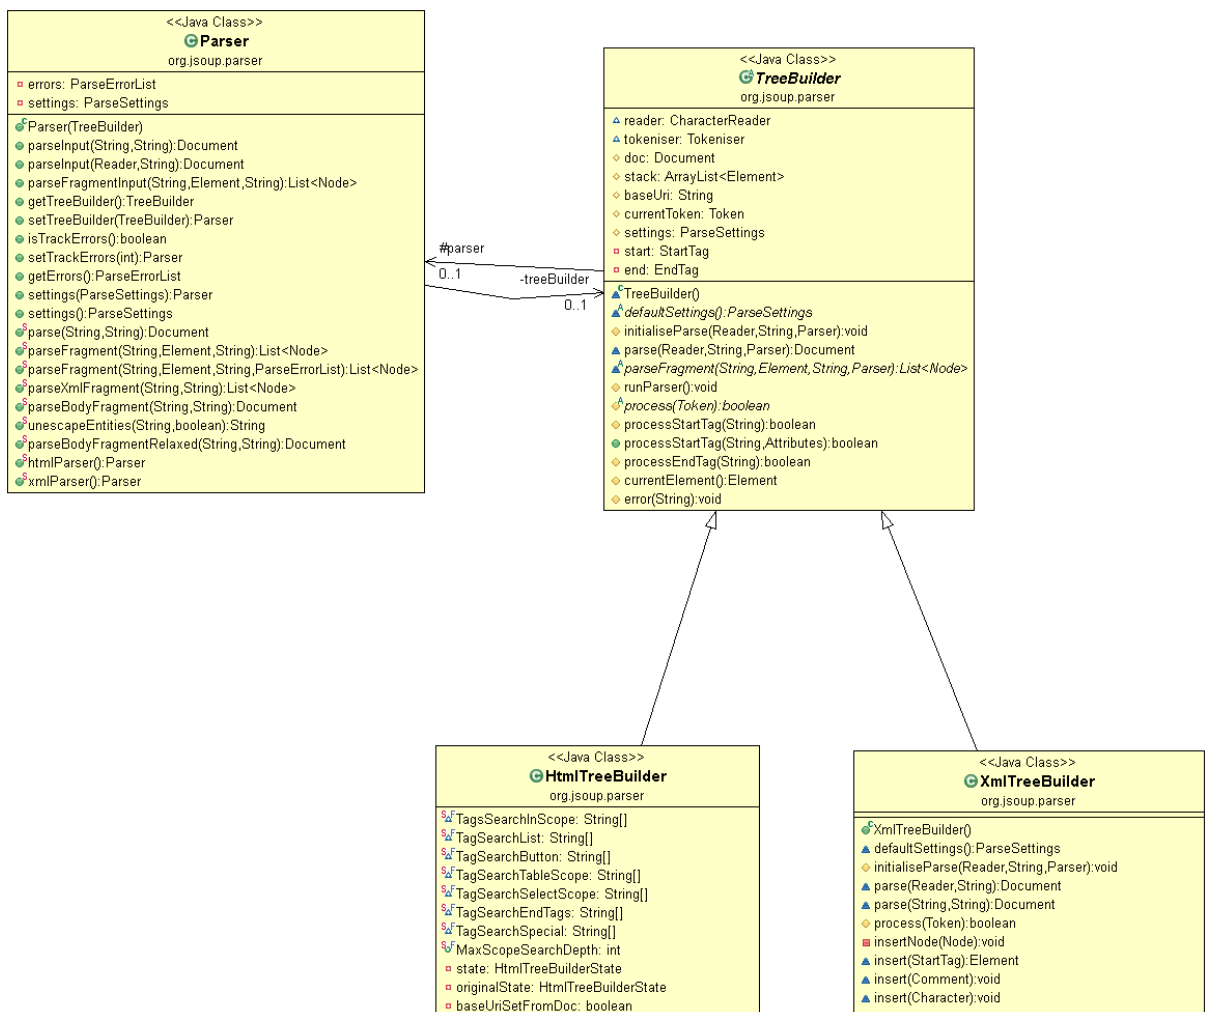 <<Java Class>>
Parser
org.jsoup.parser
errors: ParseErrorList
settings: ParseSettings
Parser(TreeBuilder)
parseInput(String,String):Document
parseInput(Reader,String):Document
parseFragmentInput(String,Element,String):List<Node>
getTreeBuilder():TreeBuilder
setTreeBuilder(TreeBuilder):Parser
isTrackErrors():boolean
setTrackErrors(int):Parser
getErrors():ParseErrorList
settings(ParseSettings):Parser
settings():ParseSettings
parse(String,String):Document
parseFragment(String,Element,String):List<Node>
parseFragment(String,Element,String,ParseErrorList):List<Node>
parseXmlFragment(String,String):List<Node>
parseBodyFragment(String,String):Document
unescapeEntities(String,boolean):String
parseBodyFragmentRelaxed(String,String):Document
htmlParser():Parser
xmlParser():Parser
#parser
0..1
-treeBuilder
0..1
<<Java Class>>
TreeBuilder
org.jsoup.parser
reader: CharacterReader
tokeniser: Tokeniser
doc: Document
stack: ArrayList<Element>
baseUri: String
currentToken: Token
settings: ParseSettings
start: StartTag
end: EndTag
TreeBuilder()
defaultSettings():ParseSettings
initialiseParse(Reader,String,Parser):void
parse(Reader,String,Parser):Document
parseFragment(String,Element,String,Parser):List<Node>
runParser():void
process(Token):boolean
processStartTag(String):boolean
processStartTag(String,Attributes):boolean
processEndTag(String):boolean
currentElement():Element
error(String):void
<<Java Class>>
HtmlTreeBuilder
org.jsoup.parser
TagsSearchInScope: String[]
TagSearchList: String[]
TagSearchButton: String[]
TagSearchTableScope: String[]
TagSearchSelectScope: String[]
TagSearchEndTags: String[]
TagSearchSpecial: String[]
MaxScopeSearchDepth: int
state: HtmlTreeBuilderState
originalState: HtmlTreeBuilderState
baseUriSetFromDoc: boolean
<<Java Class>>
XmlTreeBuilder
org.jsoup.parser
XmlTreeBuilder()
defaultSettings():ParseSettings
initialiseParse(Reader,String,Parser):void
parse(Reader,String):Document
parse(String,String):Document
process(Token):boolean
insertNode(Node):void
insert(StartTag):Element
insert(Comment):void
insert(Character):void